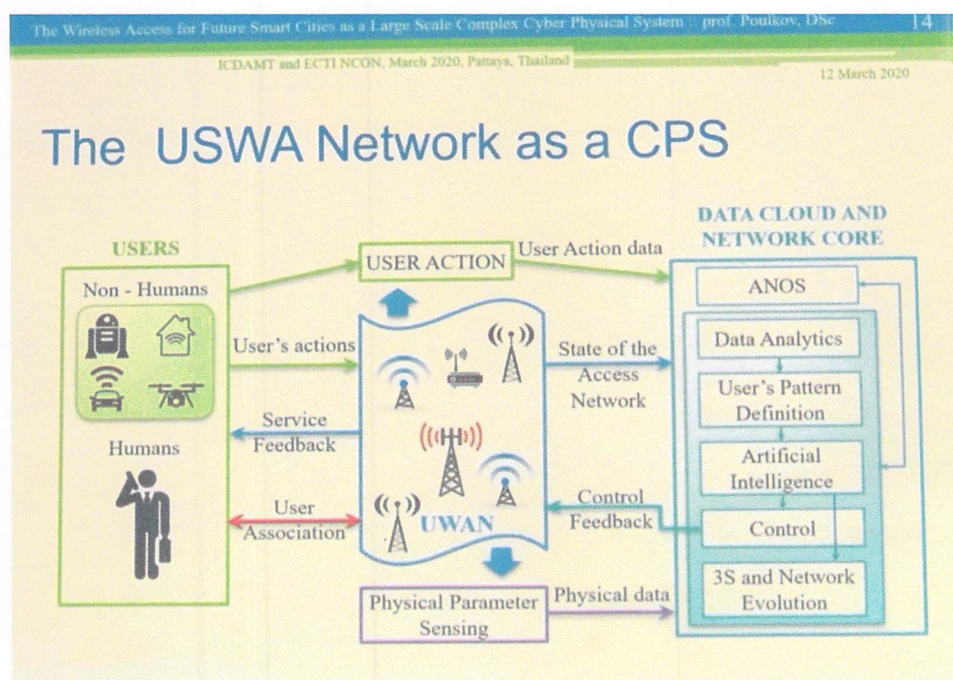 The Wireless Access for Future Smart Cities as a Large Scale Complex Cyber Physical System :: prof. Poulkov, DSc
14
ICDAMT and ECTI NCON, March 2020, Pattaya, Thailand
12 March 2020
The USWA Network as a CPS
USERS
Non - Humans
Humans
USER ACTION
User Action data
User's actions
Service
Feedback
User
Association
UWAN
State of the
Access
Network
Control
Feedback
Physical Parameter
Sensing
Physical data
DATA CLOUD AND
NETWORK CORE
ANOS
Data Analytics
User's Pattern
Definition
Artificial
Intelligence
Control
3S and Network
Evolution